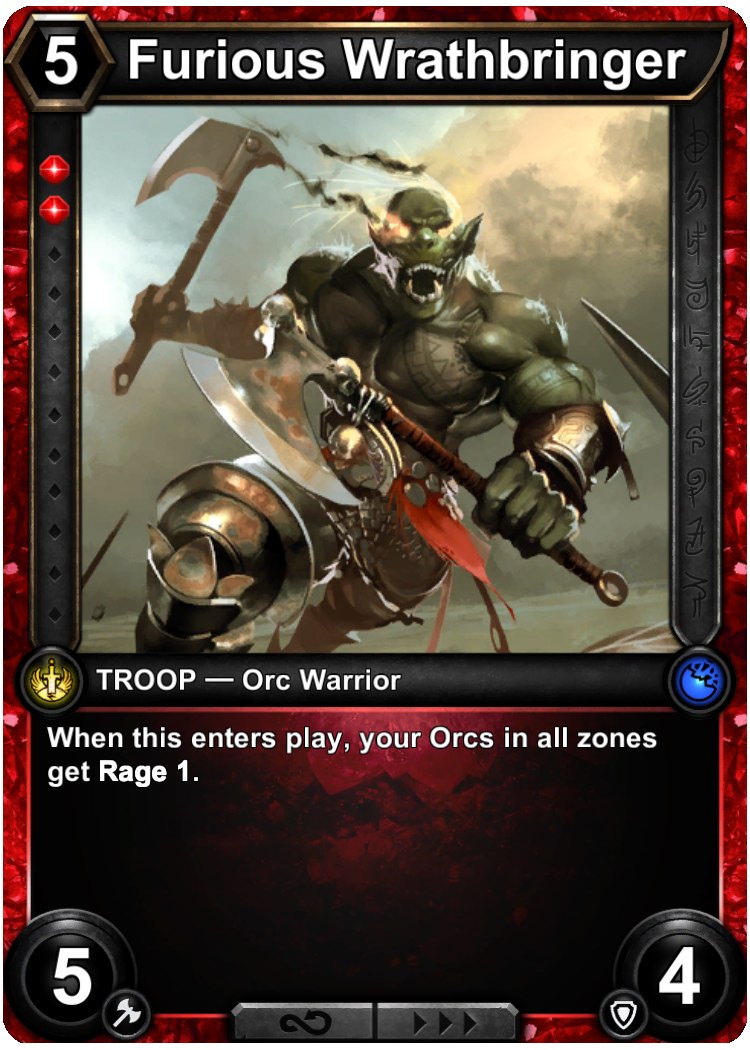 5 Furious Wrathbringer
TROOP — Orc Warrior
When this enters play, your Orcs in all zones
get Rage 1.
5 4